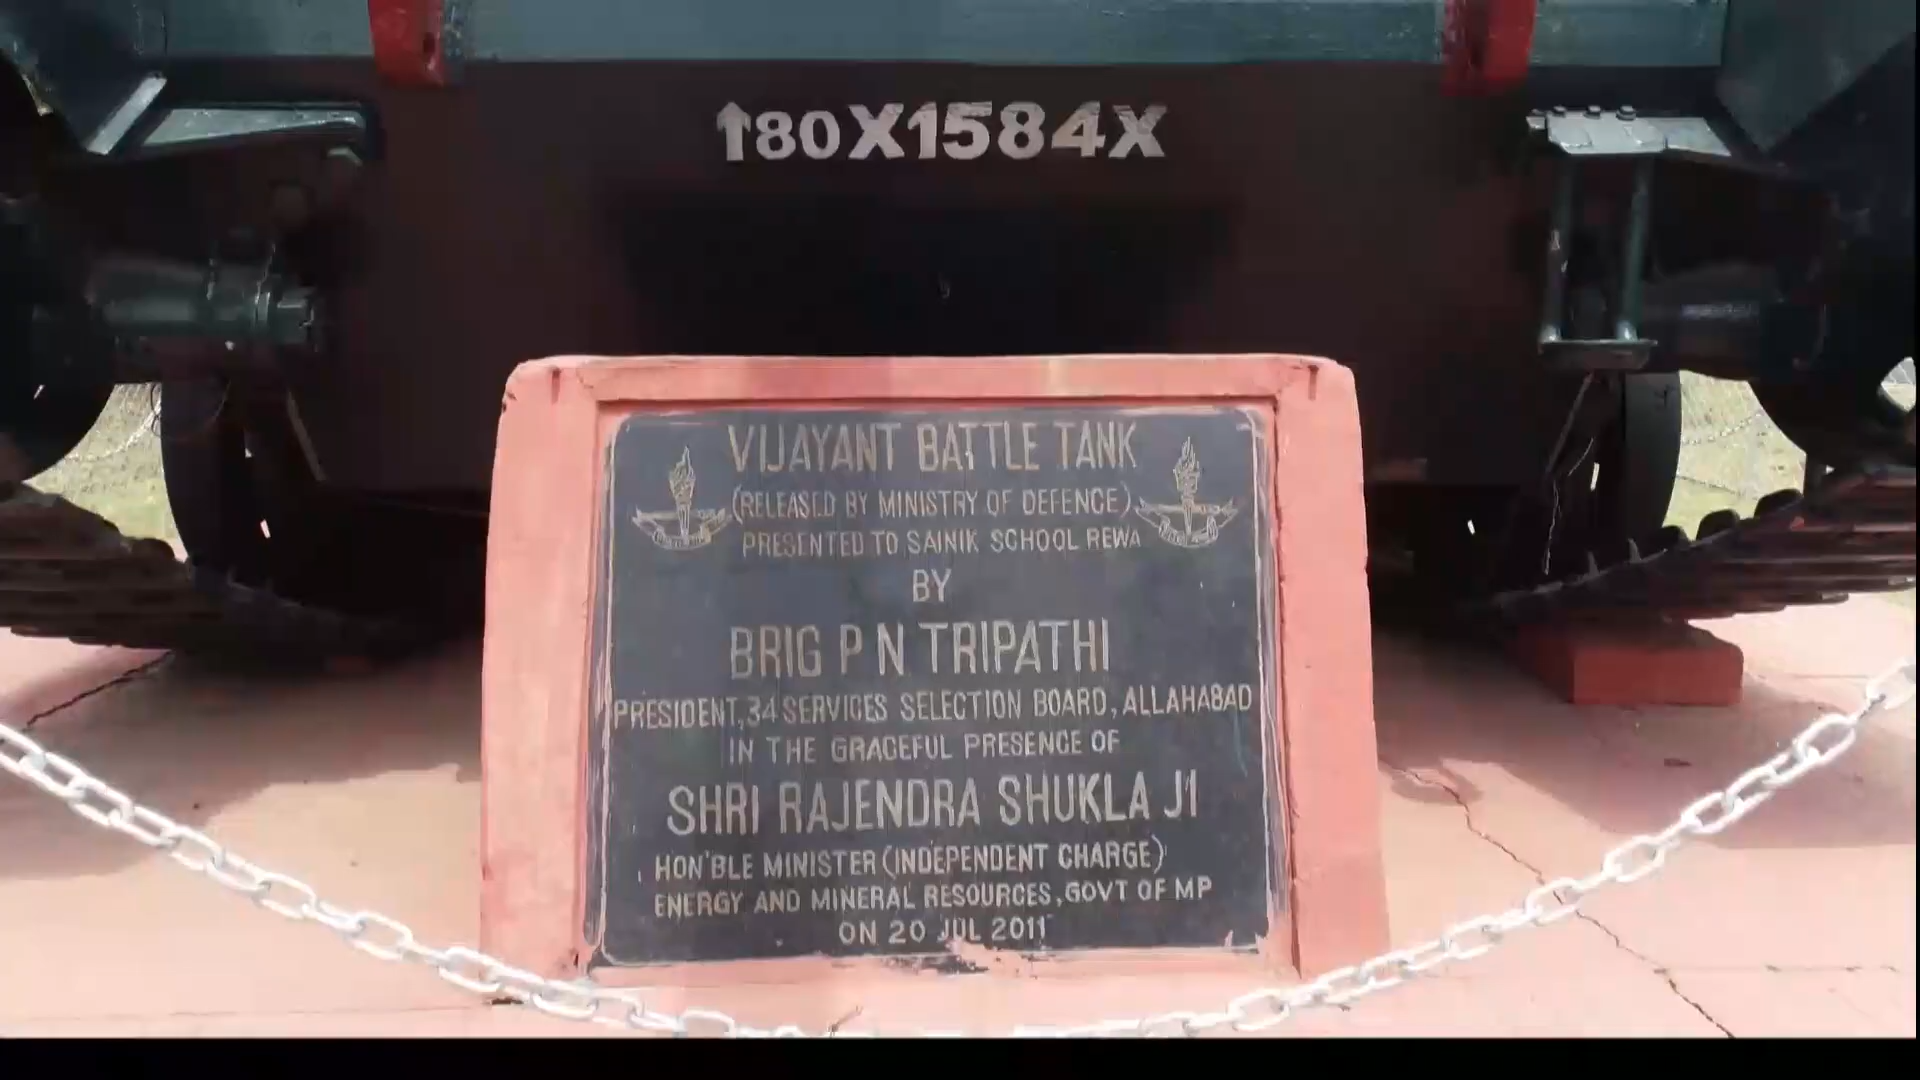 ↑80X1584X
VIJAYANT BATTLE TANK
(RELEASED BY MINISTRY OF DEFENCE)
PRESENTED TO SAINIK SCHOOL REWA
BY
BRIG P N TRIPATHI
PRESIDENT, 34 SERVICES SELECTION BOARD, ALLAHABAD
IN THE GRACEFUL PRESENCE OF
SHRI RAJENDRA SHUKLA JI
HON'BLE MINISTER (INDEPENDENT CHARGE)
ENERGY AND MINERAL RESOURCES, GOVT OF MP
ON 20 JUL 2011